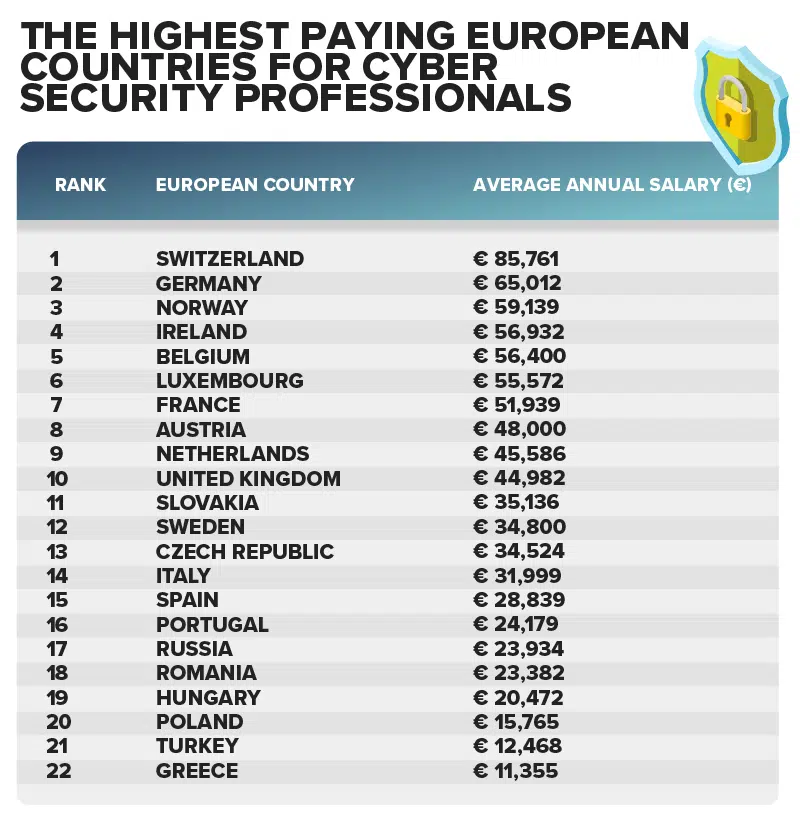 THE HIGHEST PAYING EUROPEAN
COUNTRIES FOR CYBER
SECURITY PROFESSIONALS
RANK EUROPEAN COUNTRY AVERAGE ANNUAL SALARY (€)
1 SWITZERLAND € 85,761
2 GERMANY € 65,012
3 NORWAY € 59,139
4 IRELAND € 56,932
5 BELGIUM € 56,400
6 LUXEMBOURG € 55,572
7 FRANCE € 51,939
8 AUSTRIA € 48,000
9 NETHERLANDS € 45,586
10 UNITED KINGDOM € 44,982
11 SLOVAKIA € 35,136
12 SWEDEN € 34,800
13 CZECH REPUBLIC € 34,524
14 ITALY € 31,999
15 SPAIN € 28,839
16 PORTUGAL € 24,179
17 RUSSIA € 23,934
18 ROMANIA € 23,382
19 HUNGARY € 20,472
20 POLAND € 15,765
21 TURKEY € 12,468
22 GREECE € 11,355